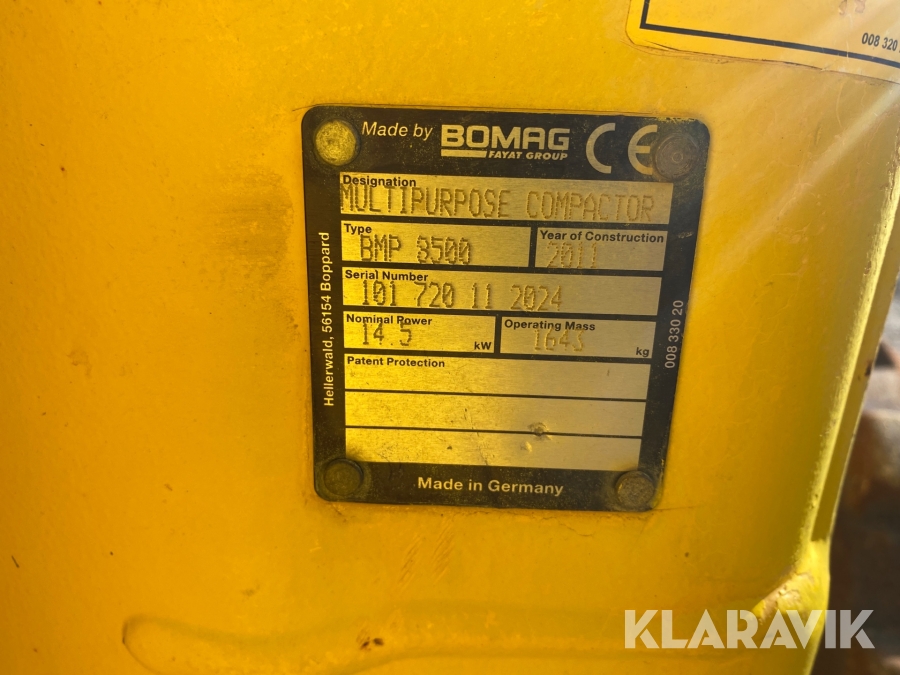 008 320
Made by BOMAG CE
FAYAT GROUP
Designation
MULTIPURPOSE COMPACTOR
Type
BMP 8500
Year of Construction
2011
Serial Number
101 720 11 2024
Nominal Power
14.5 kW
Operating Mass
kg
Patent Protection
Hellerwald, 56154 Boppard
008 330 20
Made in Germany
KLARAVIK